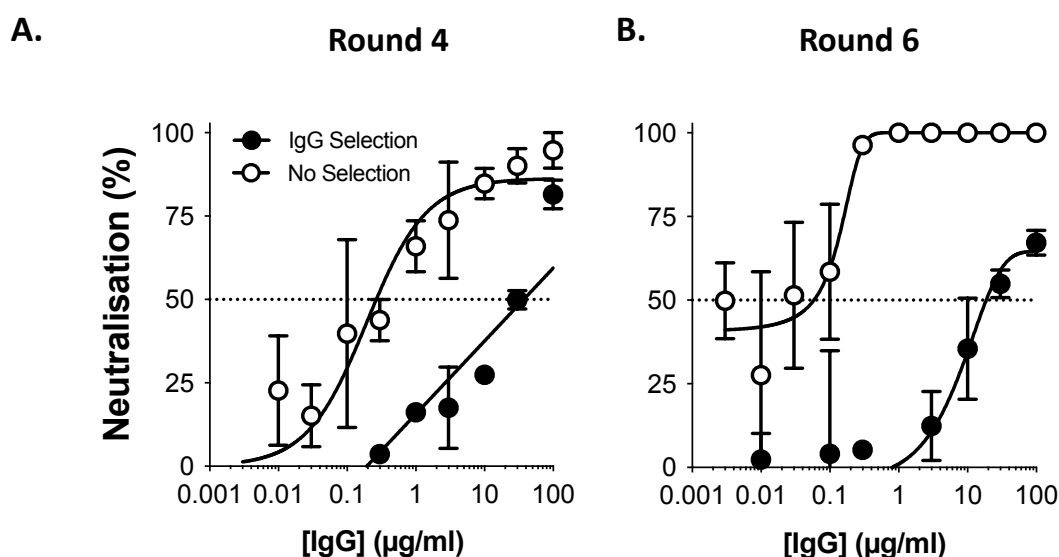 A.
Round 4
B.
Round 6
Neutralisation (%)
100
75
50
25
0
IgG Selection
No Selection
0.001 0.01 0.1 1 10 100
[IgG] (µg/ml)
100
75
50
25
0
0.001 0.01 0.1 1 10 100
[IgG] (µg/ml)